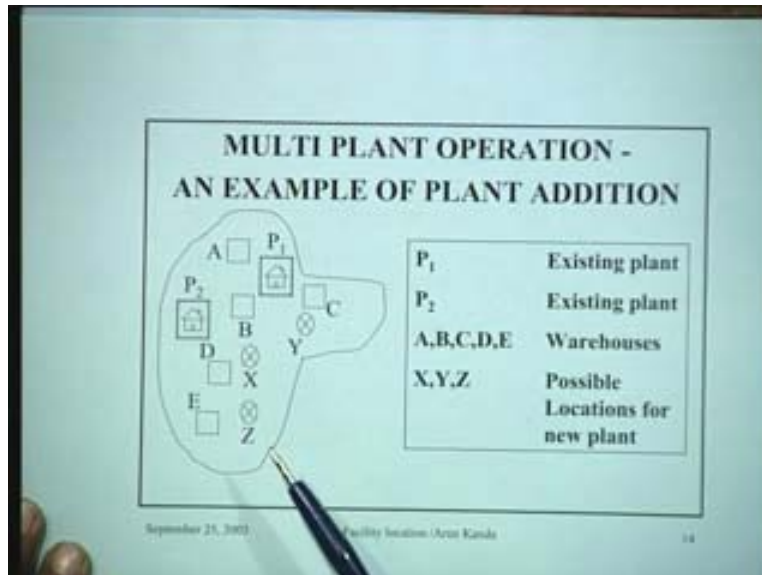 MULTI PLANT OPERATION -
AN EXAMPLE OF PLANT ADDITION
A
P₁
P₂
B
C
D
X
Y
E
Z
P₁ Existing plant
P₂ Existing plant
A,B,C,D,E Warehouses
X,Y,Z Possible
Locations for
new plant
September 25, 2003 Facility location /Arun Kanda 14